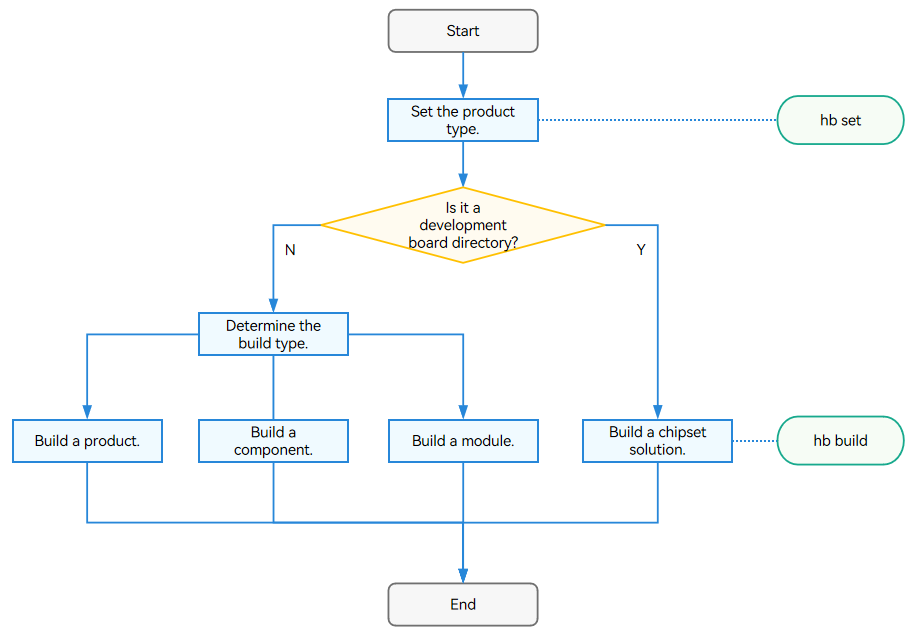 Start
Set the product
type.
hb set
Is it a
development
board directory?
N
Y
Determine the
build type.
Build a product.
Build a
component.
Build a module.
Build a chipset
solution.
hb build
End